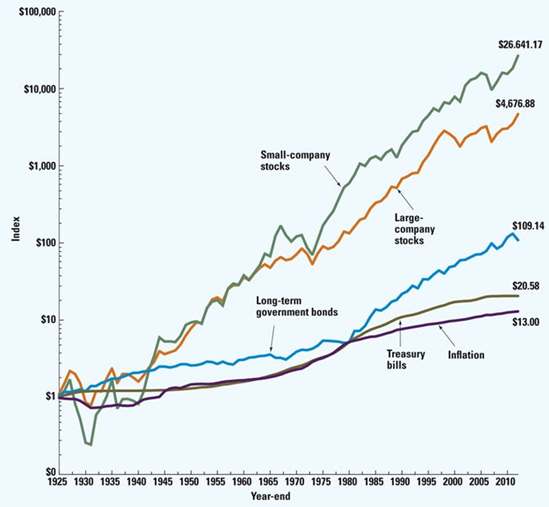 $100,000
$26.641.17
$10,000
$4,676.88
Small-company
stocks
$1,000
Large-
company
stocks
Index
$100
$109.14
Long-term
government bonds
$20.58
$10
$13.00
Treasury
bills
Inflation
$1
$0
1925 1930 1935 1940 1945 1950 1955 1960 1965 1970 1975 1980 1985 1990 1995 2000 2005 2010
Year-end